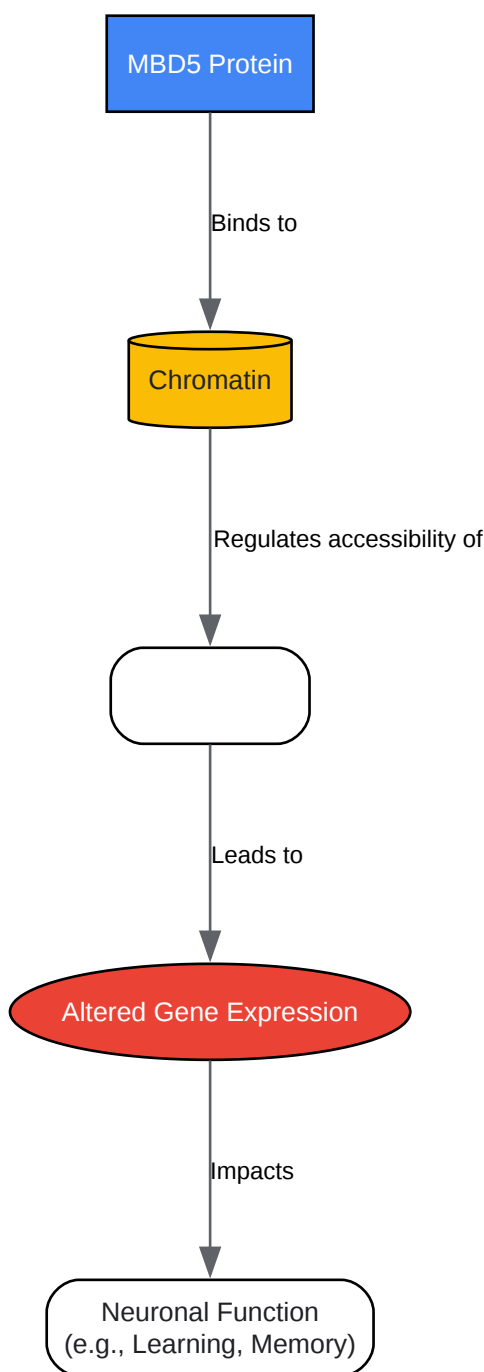 MBD5 Protein
Binds to
Chromatin
Regulates accessibility of
Leads to
Altered Gene Expression
Impacts
Neuronal Function
(e.g., Learning, Memory)